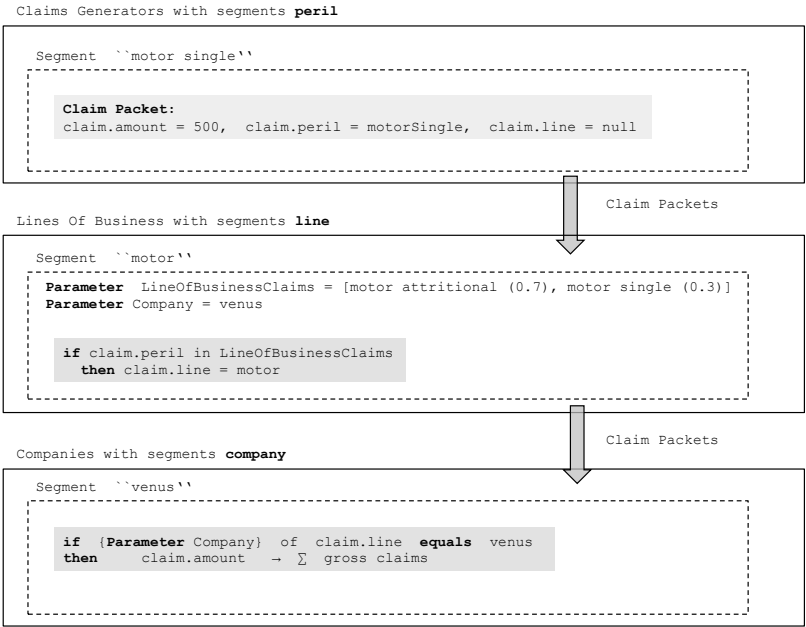 Claims Generators with segments peril
Segment ``motor single‵‵
Claim Packet:
claim.amount = 500, claim.peril = motorSingle, claim.line = null
Claim Packets
Lines Of Business with segments line
Segment ``motor‵‵
Parameter LineOfBusinessClaims = [motor attritional (0.7), motor single (0.3)]
Parameter Company = venus
if claim.peril in LineOfBusinessClaims
then claim.line = motor
Claim Packets
Companies with segments company
Segment ``venus‵‵
if {Parameter Company} of claim.line equals venus
then claim.amount → ∑ gross claims